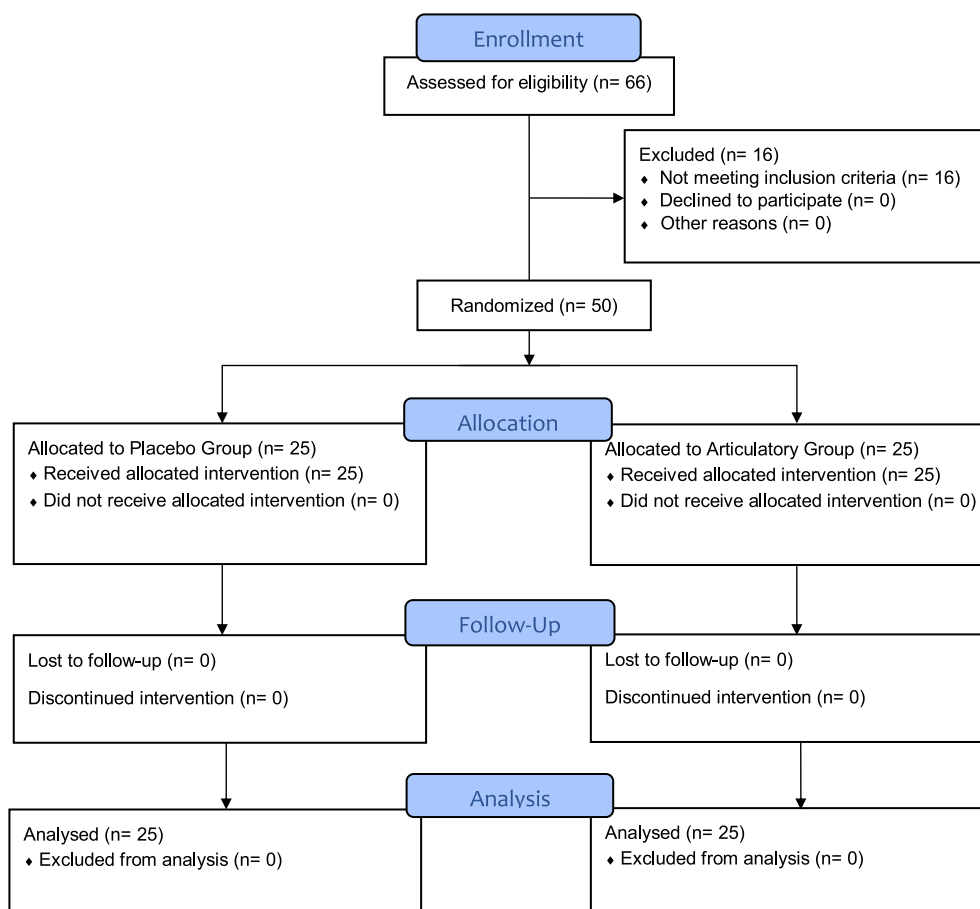 Enrollment
Assessed for eligibility (n= 66)
Excluded (n= 16)
♦ Not meeting inclusion criteria (n= 16)
♦ Declined to participate (n= 0)
♦ Other reasons (n= 0)
Randomized (n= 50)
Allocation
Allocated to Placebo Group (n= 25)
♦ Received allocated intervention (n= 25)
♦ Did not receive allocated intervention (n= 0)
Allocated to Articulatory Group (n= 25)
♦ Received allocated intervention (n= 25)
♦ Did not receive allocated intervention (n= 0)
Follow-Up
Lost to follow-up (n= 0)
Discontinued intervention (n= 0)
Lost to follow-up (n= 0)
Discontinued intervention (n= 0)
Analysis
Analysed (n= 25)
♦ Excluded from analysis (n= 0)
Analysed (n= 25)
♦ Excluded from analysis (n= 0)